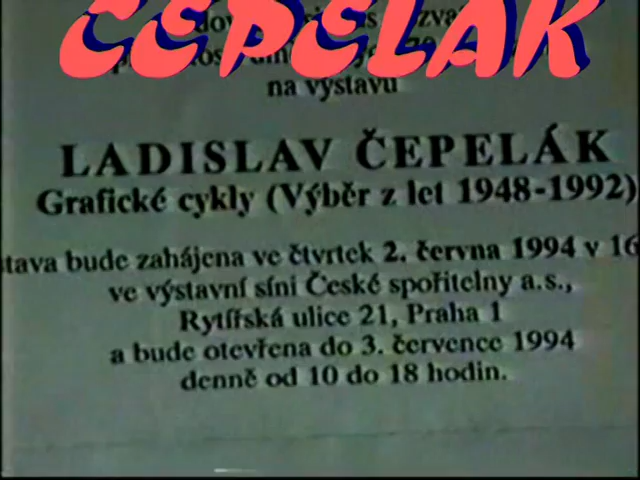 ČEPELÁK
na výstavu
LADISLAV ČEPELÁK
Grafické cykly (Výběr z let 1948-1992)
stava bude zahájena ve čtvrtek 2. června 1994 v 16
ve výstavní síni České spořitelny a.s.,
Rytířská ulice 21, Praha 1
a bude otevřena do 3. července 1994
denně od 10 do 18 hodin.